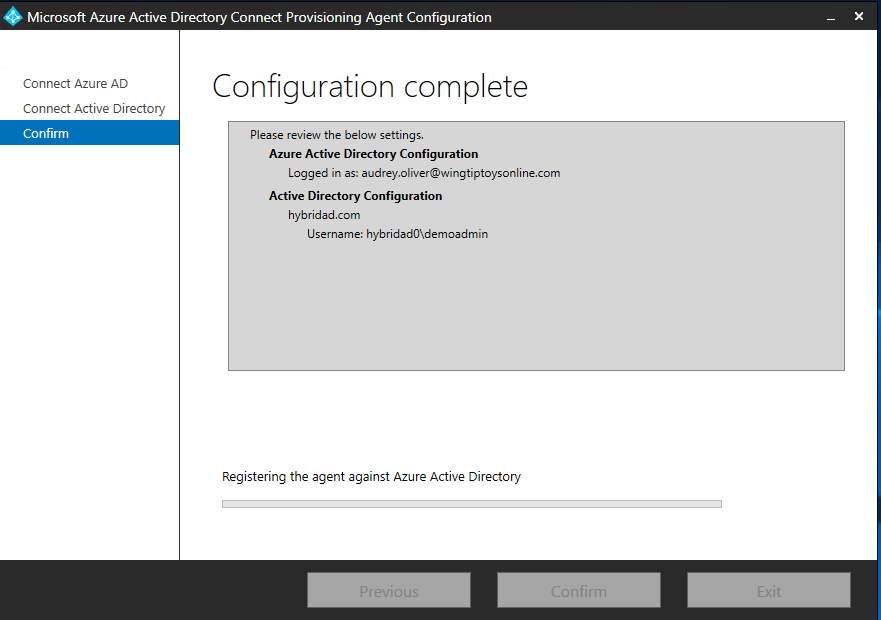 Microsoft Azure Active Directory Connect Provisioning Agent Configuration
Connect Azure AD
Connect Active Directory
Confirm
Configuration complete
Please review the below settings.
Azure Active Directory Configuration
Logged in as: audrey.oliver@wingtiptoysonline.com
Active Directory Configuration
hybridad.com
Username: hybridad0\demoadmin
Registering the agent against Azure Active Directory
Previous
Confirm
Exit